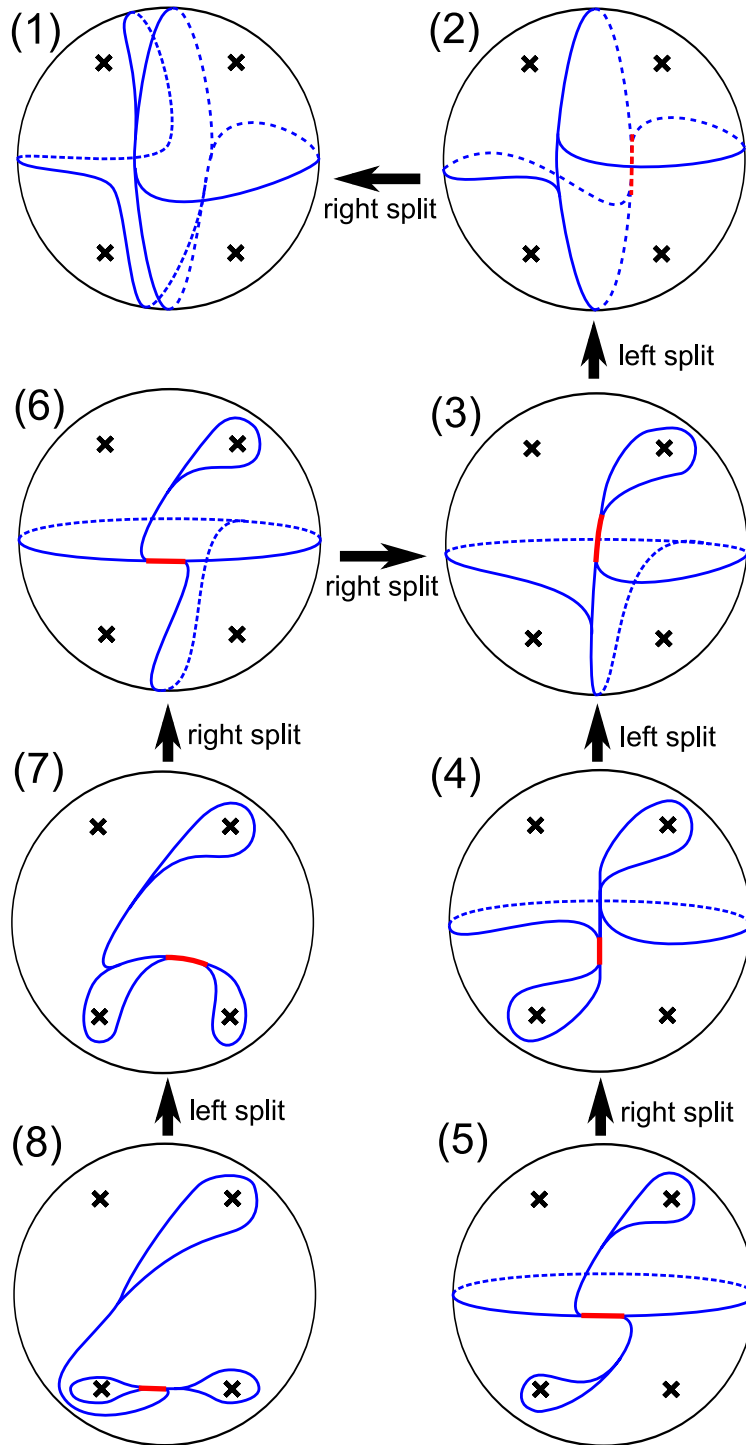 (1)
(2)
right split
left split
(6)
(3)
right split
right split
left split
(7)
(4)
left split
right split
(8)
(5)